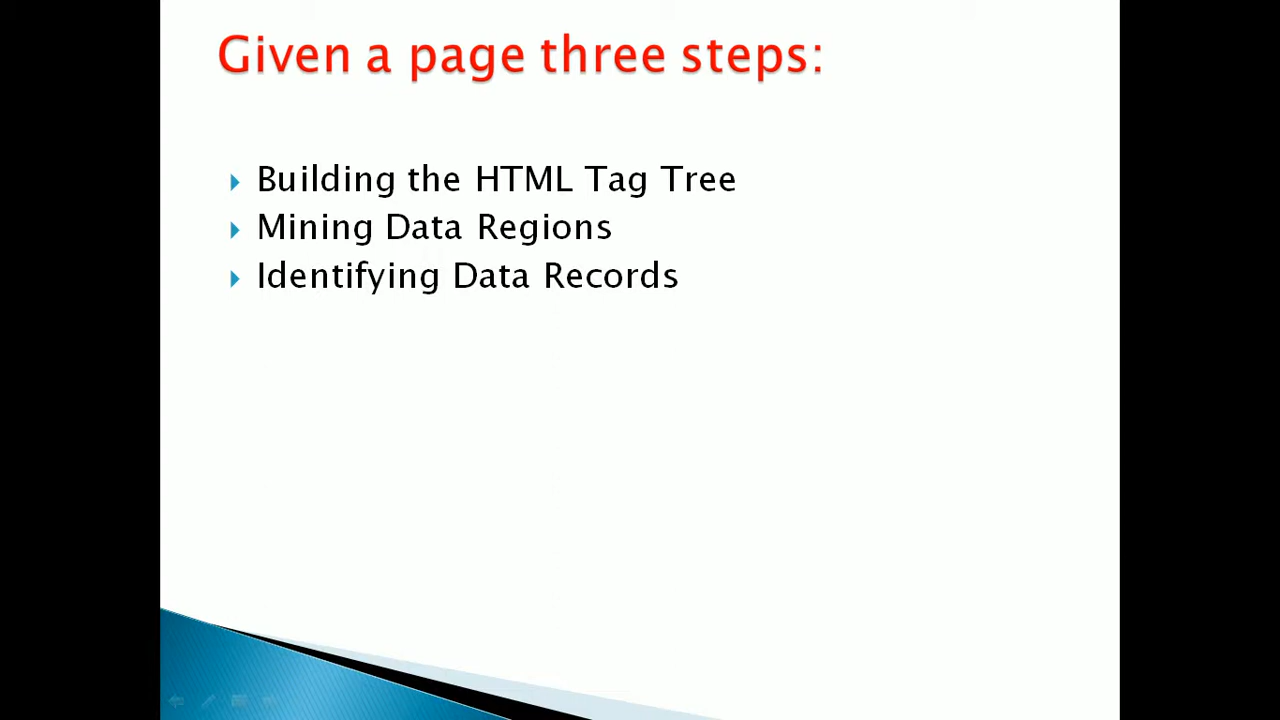 Given a page three steps:
Building the HTML Tag Tree
Mining Data Regions
Identifying Data Records